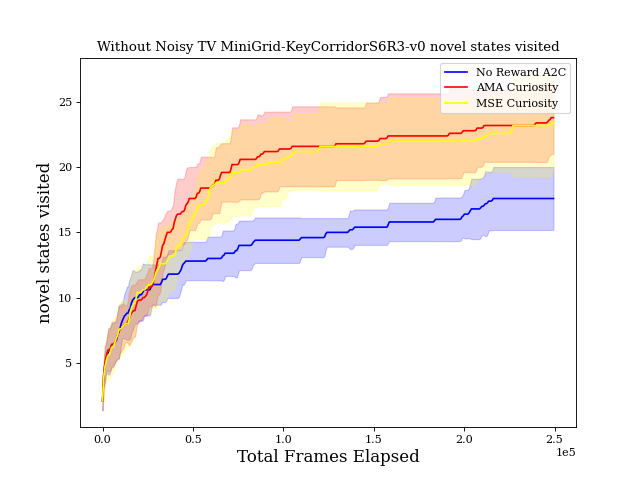 Without Noisy TV MiniGrid-KeyCorridorS6R3-v0 novel states visited
No Reward A2C
AMA Curiosity
MSE Curiosity
novel states visited
25
20
15
10
5
0.0 0.5 1.0 1.5 2.0 2.5
1e5
Total Frames Elapsed